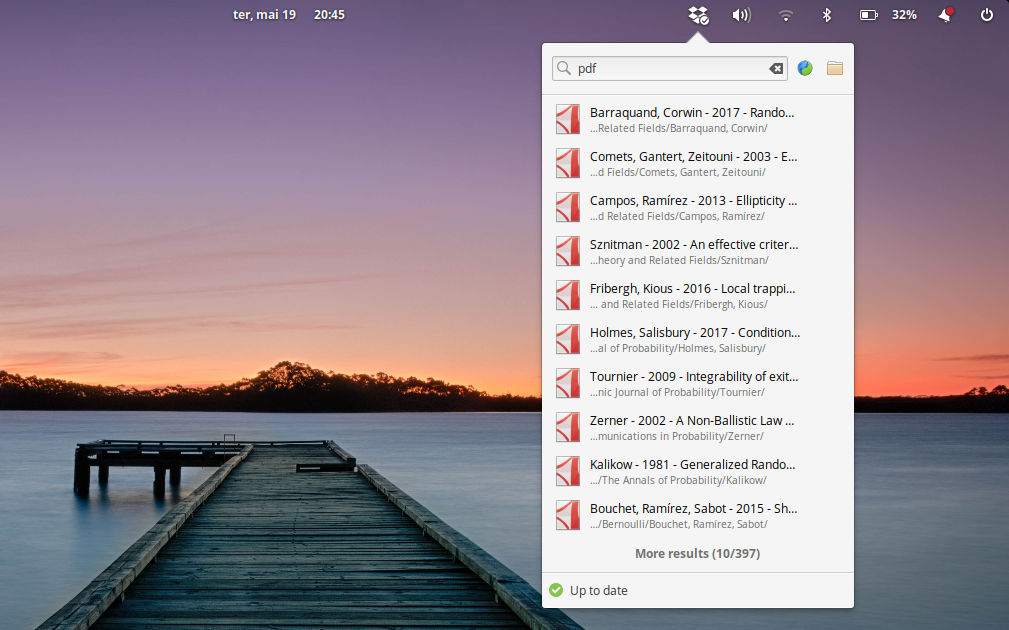 ter, mai 19 20:45 32%
pdf
Barraquand, Corwin - 2017 - Rando...
...Related Fields/Barraquand, Corwin/
Comets, Gantert, Zeitouni - 2003 - E...
...d Fields/Comets, Gantert, Zeitouni/
Campos, Ramírez - 2013 - Ellipticity ...
...d Related Fields/Campos, Ramírez/
Sznitman - 2002 - An effective criter...
...heory and Related Fields/Sznitman/
Fribergh, Kious - 2016 - Local trappi...
... and Related Fields/Fribergh, Kious/
Holmes, Salisbury - 2017 - Condition...
...al of Probability/Holmes, Salisbury/
Tournier - 2009 - Integrability of exit...
...nic Journal of Probability/Tournier/
Zerner - 2002 - A Non-Ballistic Law ...
...munications in Probability/Zerner/
Kalikow - 1981 - Generalized Rando...
.../The Annals of Probability/Kalikow/
Bouchet, Ramírez, Sabot - 2015 - Sh...
.../Bernoulli/Bouchet, Ramírez, Sabot/
More results (10/397)
Up to date